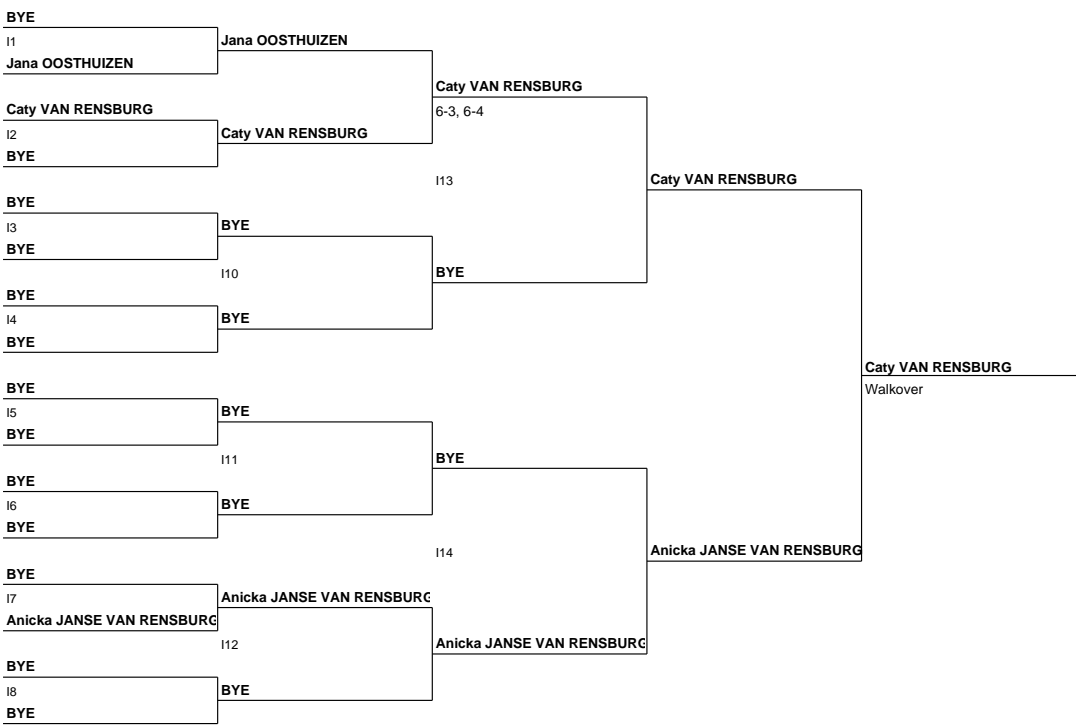 BYE
I1
Jana OOSTHUIZEN
Caty VAN RENSBURG
I2
BYE
BYE
I3
BYE
BYE
I4
BYE
BYE
I5
BYE
BYE
I6
BYE
BYE
I7
Anicka JANSE VAN RENSBURG
BYE
I8
BYE
Jana OOSTHUIZEN
Caty VAN RENSBURG
BYE
I10
BYE
BYE
I11
BYE
Anicka JANSE VAN RENSBURG
I12
BYE
Caty VAN RENSBURG
6-3, 6-4
I13
BYE
BYE
I14
Anicka JANSE VAN RENSBURG
Caty VAN RENSBURG
Anicka JANSE VAN RENSBURG
Caty VAN RENSBURG
Walkover